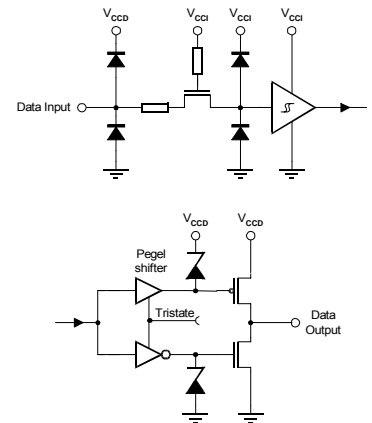 VCCD VCCI VCCI VCCI
Data Input
VCCD VCCD
Pegel
shifter
Tristate
Data
Output